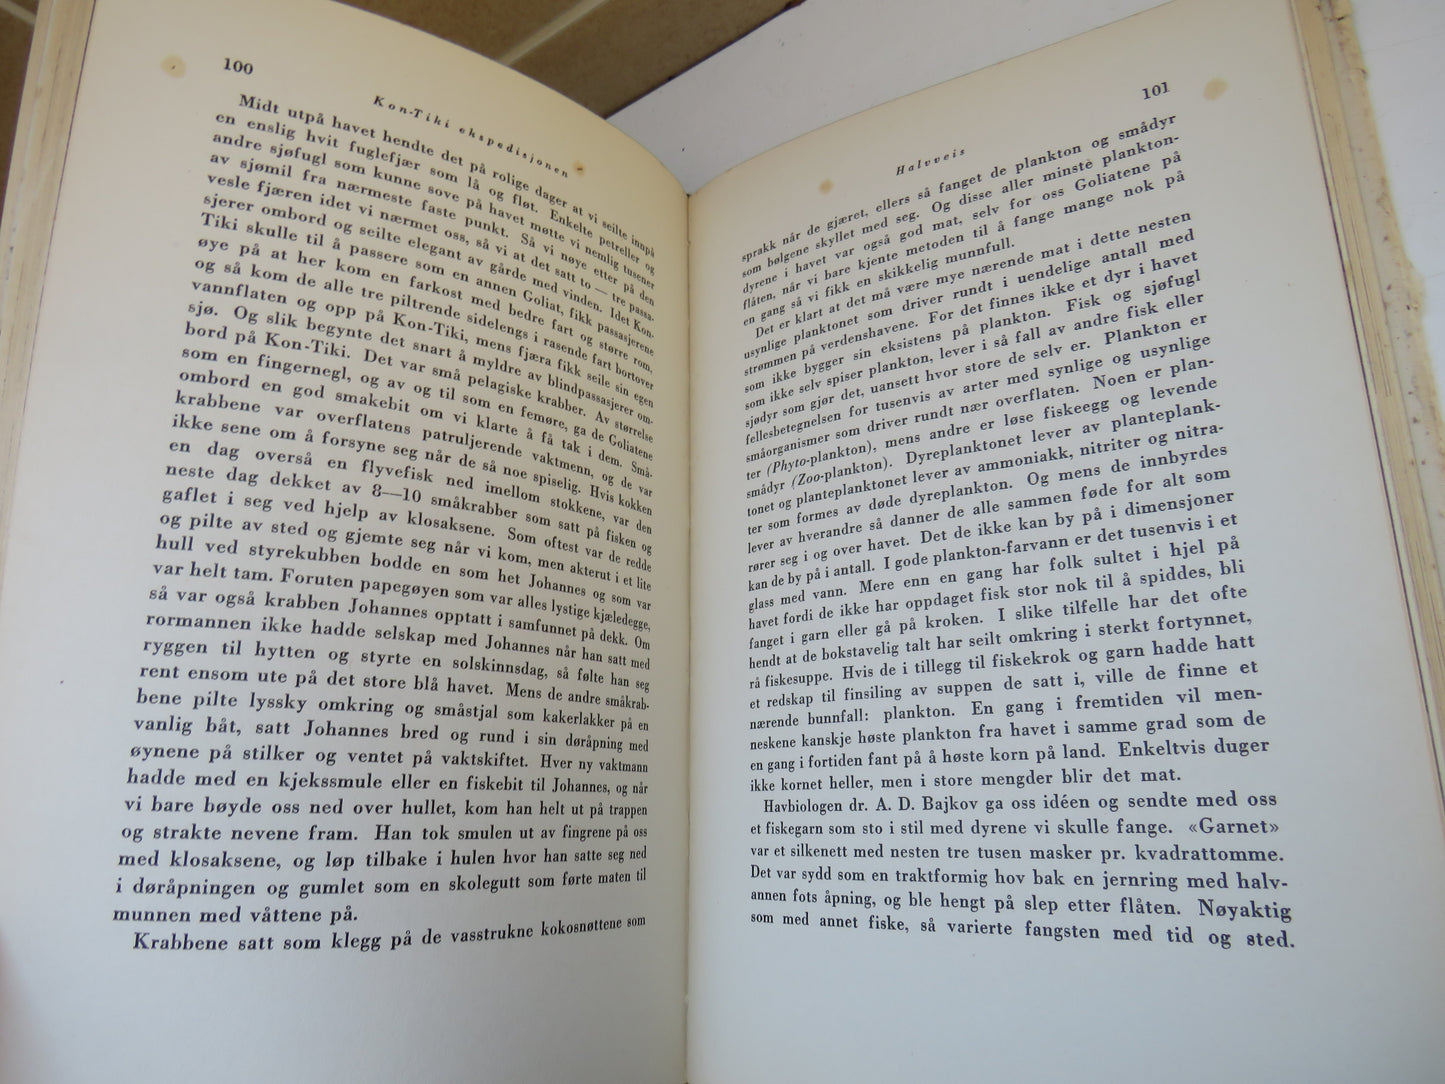 100
Kon-Tiki ekspedisjonen
Midt utpå havet hendte det på rolige dager at vi seilte innpå
en enslig hvit fuglefjær som lå og fløt. Enkelte petreller og
andre sjøfugl som kunne sove på havet møtte vi nemlig tusener
av sjømil fra nærmeste faste punkt. Så vi nøye etter på den
vesle fjæren idet vi nærmet oss, så vi at det satt to — tre passa-
sjerer ombord og seilte elegant av gårde med vinden. Idet Kon-
Tiki skulle til å passere som en annen Goliat, fikk passasjerene
øye på at her kom en farkost med bedre fart og større rom,
og så kom de alle tre piltrende sidelengs i rasende fart bortover
vannflaten og opp på Kon-Tiki, mens fjæra fikk seile sin egen
sjø. Og slik begynte det snart å myldre av blindpassasjerer om-
bord på Kon-Tiki. Det var små pelagiske krabber. Av størrelse
som en fingernegl, og av og til som en femøre, ga de Goliatene
ombord en god smakebit om vi klarte å få tak i dem. Små-
krabbene var overflatens patruljerende vaktmenn, og de var
ikke sene om å forsyne seg når de så noe spiselig. Hvis kokken
en dag overså en flyvefisk ned imellom stokkene, var den
neste dag dekket av 8—10 småkrabber som satt på fisken og
gaflet i seg ved hjelp av klosaksene. Som oftest var de redde
og pilte av sted og gjemte seg når vi kom, men akterut i et lite
hull ved styrekubben bodde en som het Johannes og som var
var helt tam. Foruten papegøyen som var alles lystige kjæledegge,
så var også krabben Johannes opptatt i samfunnet på dekk. Om
rormannen ikke hadde selskap med Johannes når han satt med
ryggen til hytten og styrte en solskinnsdag, så følte han seg
rent ensom ute på det store blå havet. Mens de andre småkrab-
bene pilte lyssky omkring og småstjal som kakerlakker på en
vanlig båt, satt Johannes bred og rund i sin døråpning med
øynene på stilker og ventet på vaktskiftet. Hver ny vaktmann
hadde med en kjekssmule eller en fiskebit til Johannes, og når
vi bare bøyde oss ned over hullet, kom han helt ut på trappen
og strakte nevene fram. Han tok smulen ut av fingrene på oss
med klosaksene, og løp tilbake i hulen hvor han satte seg ned
i døråpningen og gumlet som en skolegutt som førte maten til
munnen med våttene på.
Krabbene satt som klegg på de vasstrukne kokosnøttene som
101
Halvveis
sprakk når de gjæret, ellers så fanget de plankton og smådyr
som bølgene skyllet med seg. Og disse aller minste plankton-
dyrene i havet var også god mat, selv for oss Goliatene på
flåten, når vi bare kjente metoden til å fange mange nok på
en gang så vi fikk en skikkelig munnfull.
Det er klart at det må være mye nærende mat i dette nesten
usynlige planktonet som driver rundt i uendelige antall med
strømmen på verdenshavene. For det finnes ikke et dyr i havet
som ikke bygger sin eksistens på plankton. Fisk og sjøfugl
som ikke selv spiser plankton, lever i så fall av andre fisk eller
sjødyr som gjør det, uansett hvor store de selv er. Plankton er
fellesbetegnelsen for tusenvis av arter med synlige og usynlige
småorganismer som driver rundt nær overflaten. Noen er plan-
ter (Phyto-plankton), mens andre er løse fiskeegg og levende
smådyr (Zoo-plankton). Dyreplanktonet lever av planteplank-
tonet og planteplanktonet lever av ammoniakk, nitriter og nitra-
ter som formes av døde dyreplankton. Og mens de innbyrdes
lever av hverandre så danner de alle sammen føde for alt som
rører seg i og over havet. Det de ikke kan by på i dimensjoner
kan de by på i antall. I gode plankton-farvann er det tusenvis i et
glass med vann. Mere enn en gang har folk sultet i hjel på
havet fordi de ikke har oppdaget fisk stor nok til å spiddes, bli
fanget i garn eller gå på kroken. I slike tilfelle har det ofte
hendt at de bokstavelig talt har seilt omkring i sterkt fortynnet,
rå fiskesuppe. Hvis de i tillegg til fiskekrok og garn hadde hatt
et redskap til finsiling av suppen de satt i, ville de finne et
nærende bunnfall: plankton. En gang i fremtiden vil men-
neskene kanskje høste plankton fra havet i samme grad som de
en gang i fortiden fant på å høste korn på land. Enkeltvis duger
ikke kornet heller, men i store mengder blir det mat.
Havbiologen dr. A. D. Bajkov ga oss idéen og sendte med oss
et fiskegarn som sto i stil med dyrene vi skulle fange. «Garnet»
var et silkenett med nesten tre tusen masker pr. kvadrattomme.
Det var sydd som en traktformig hov bak en jernring med halv-
annen fots åpning, og ble hengt på slep etter flåten. Nøyaktig
som med annet fiske, så varierte fangsten med tid og sted.